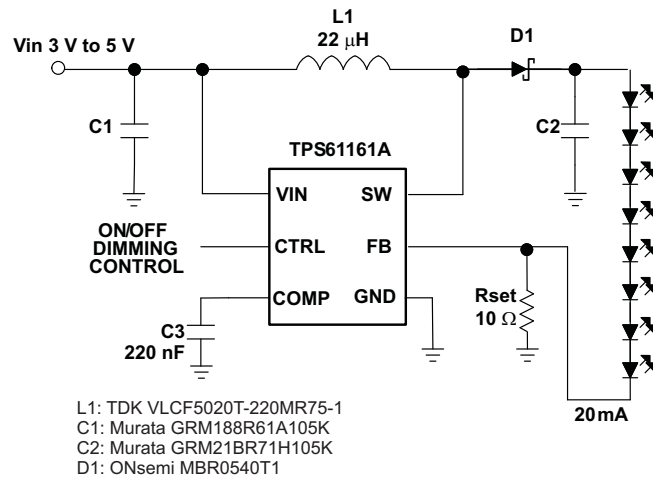 L1
Vin 3 V to 5 V
22 μH
D1
C1
C2
TPS61161A
VIN
SW
ON/OFF
DIMMING
CONTROL
CTRL
FB
COMP
GND
Rset
10 Ω
C3
220 nF
20mA
L1: TDK VLCF5020T-220MR75-1
C1: Murata GRM188R61A105K
C2: Murata GRM21BR71H105K
D1: ONsemi MBR0540T1